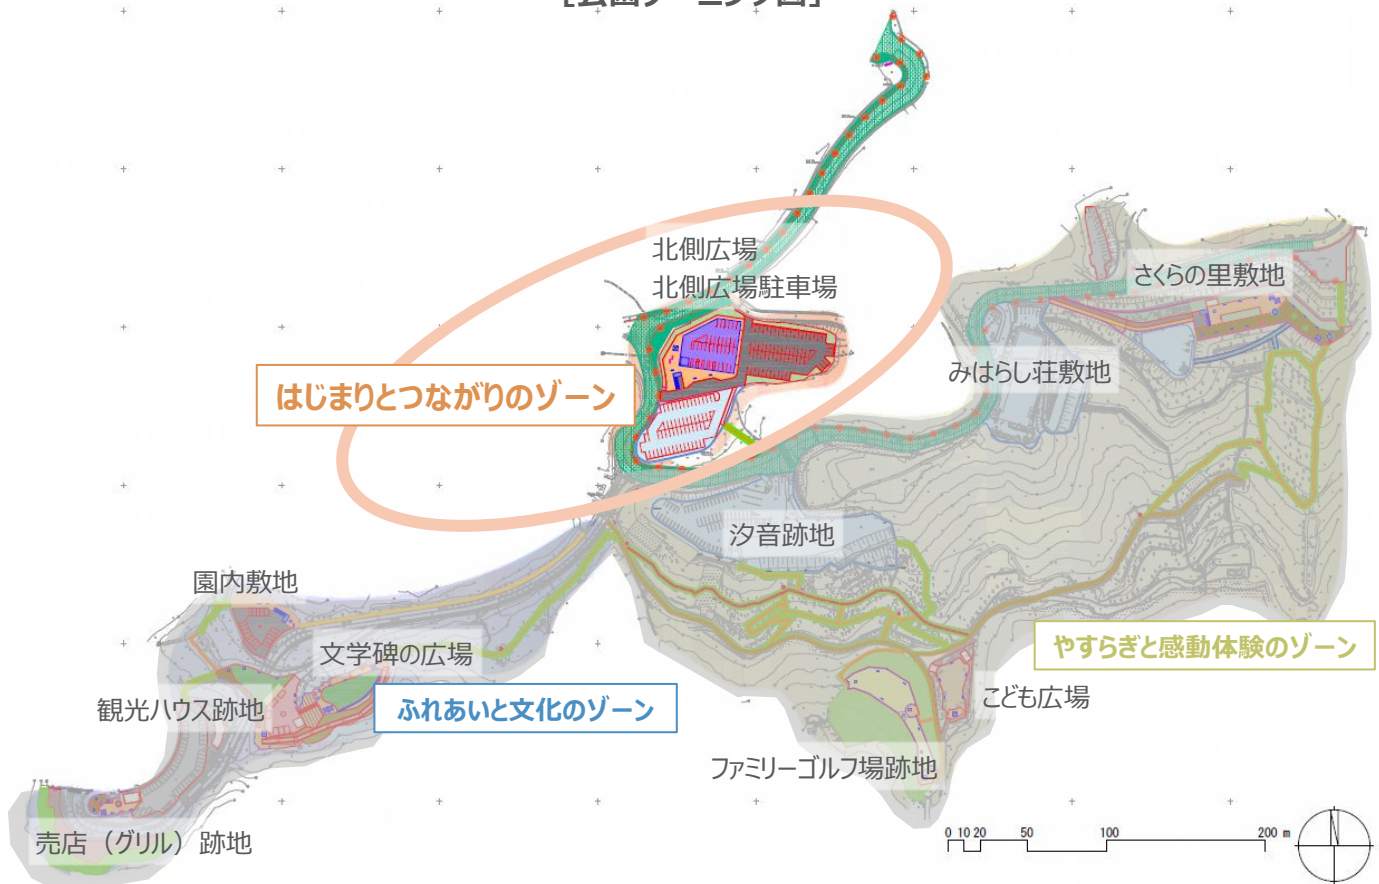 北側広場
北側広場駐車場
さくらの里敷地
みはらし荘敷地
はじまりとつながりのゾーン
汐音跡地
園内敷地
文学碑の広場
やすらぎと感動体験のゾーン
観光ハウス跡地
ふれあいと文化のゾーン
こども広場
ファミリーゴルフ場跡地
売店（グリル）跡地
0 10 20 50 100 200 m